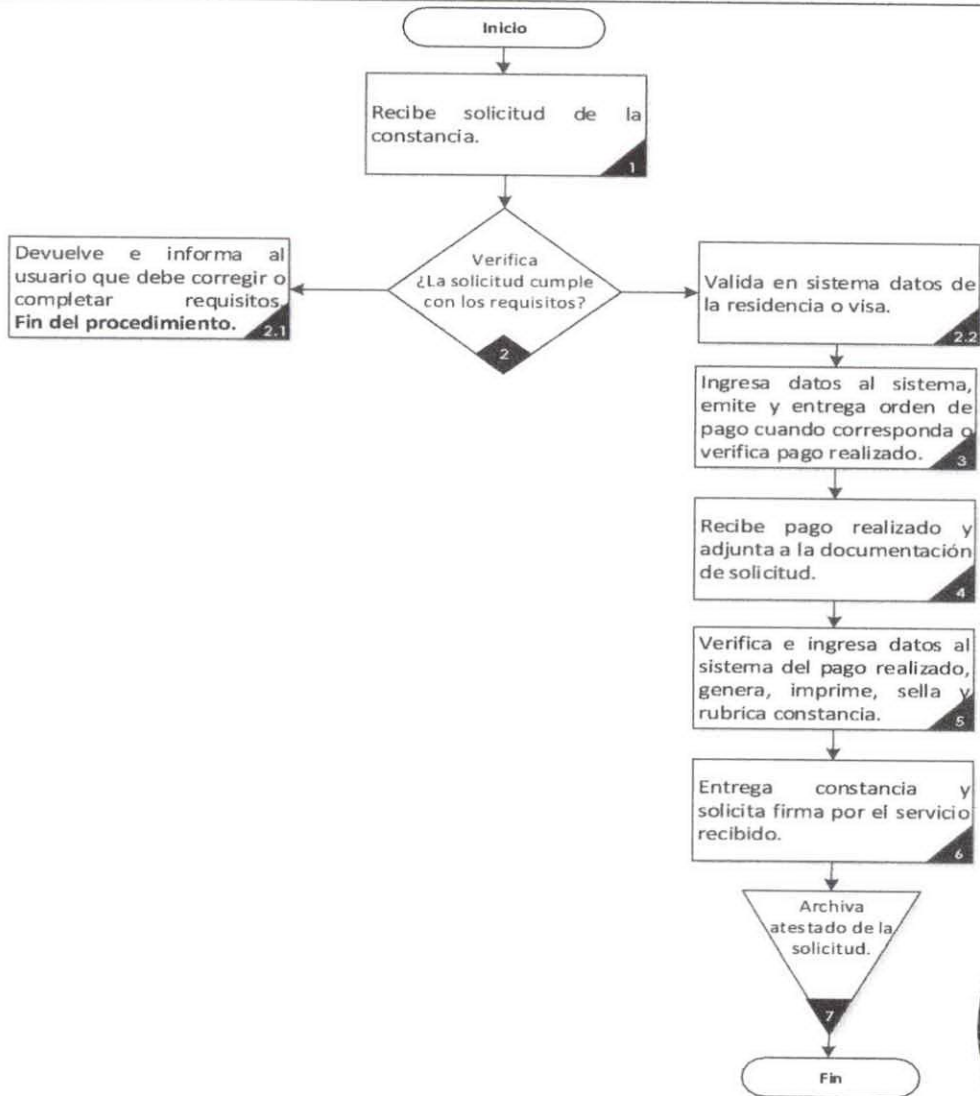 Inicio
Recibe solicitud de la
constancia.
1
Verifica
¿La solicitud cumple
con los requisitos?
2
Devuelve e informa al
usuario que debe corregir o
completar requisitos.
Fin del procedimiento.
2.1
Valida en sistema datos de
la residencia o visa.
2.2
Ingresa datos al sistema,
emite y entrega orden de
pago cuando corresponda o
verifica pago realizado.
3
Recibe pago realizado y
adjunta a la documentación
de solicitud.
4
Verifica e ingresa datos al
sistema del pago realizado,
genera, imprime, sella y
rubrica constancia.
5
Entrega constancia y
solicita firma por el servicio
recibido.
6
Archiva
atestado de la
solicitud.
7
Fin